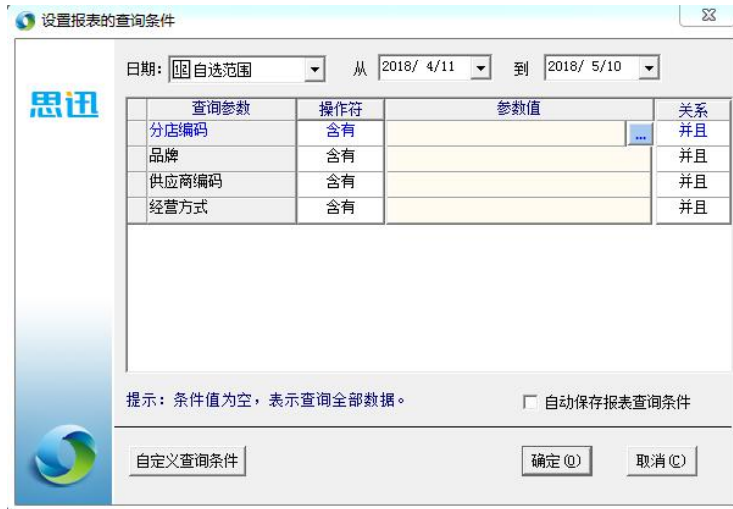 设置报表的查询条件
思迅
日期: 自选范围 从 2018/ 4/11 到 2018/ 5/10
查询参数 操作符 参数值 关系
分店编码 含有 ... 并且
品牌 含有 并且
供应商编码 含有 并且
经营方式 含有 并且
提示: 条件值为空，表示查询全部数据。 自动保存报表查询条件
自定义查询条件 确定(O) 取消(C)